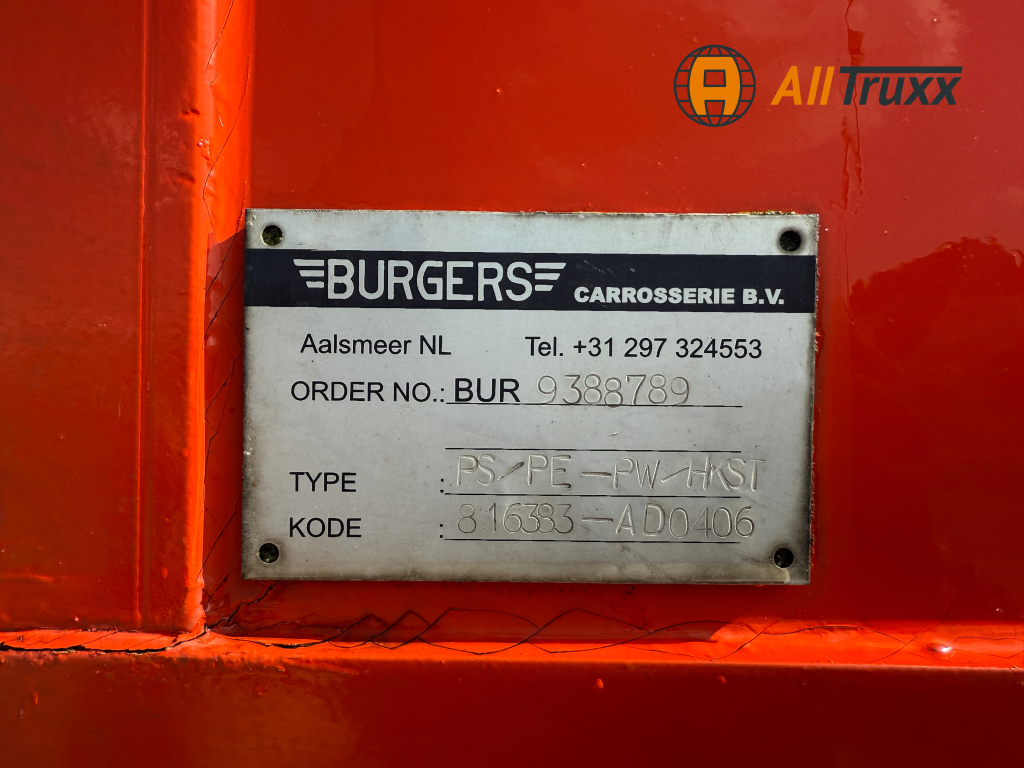 A AllTruxx
BURGERS CARROSSERIE B.V.
Aalsmeer NL Tel. +31 297 324553
ORDER NO.: BUR 9388789
TYPE : PS/PE-PW/HKST
KODE : 816383-AD0406